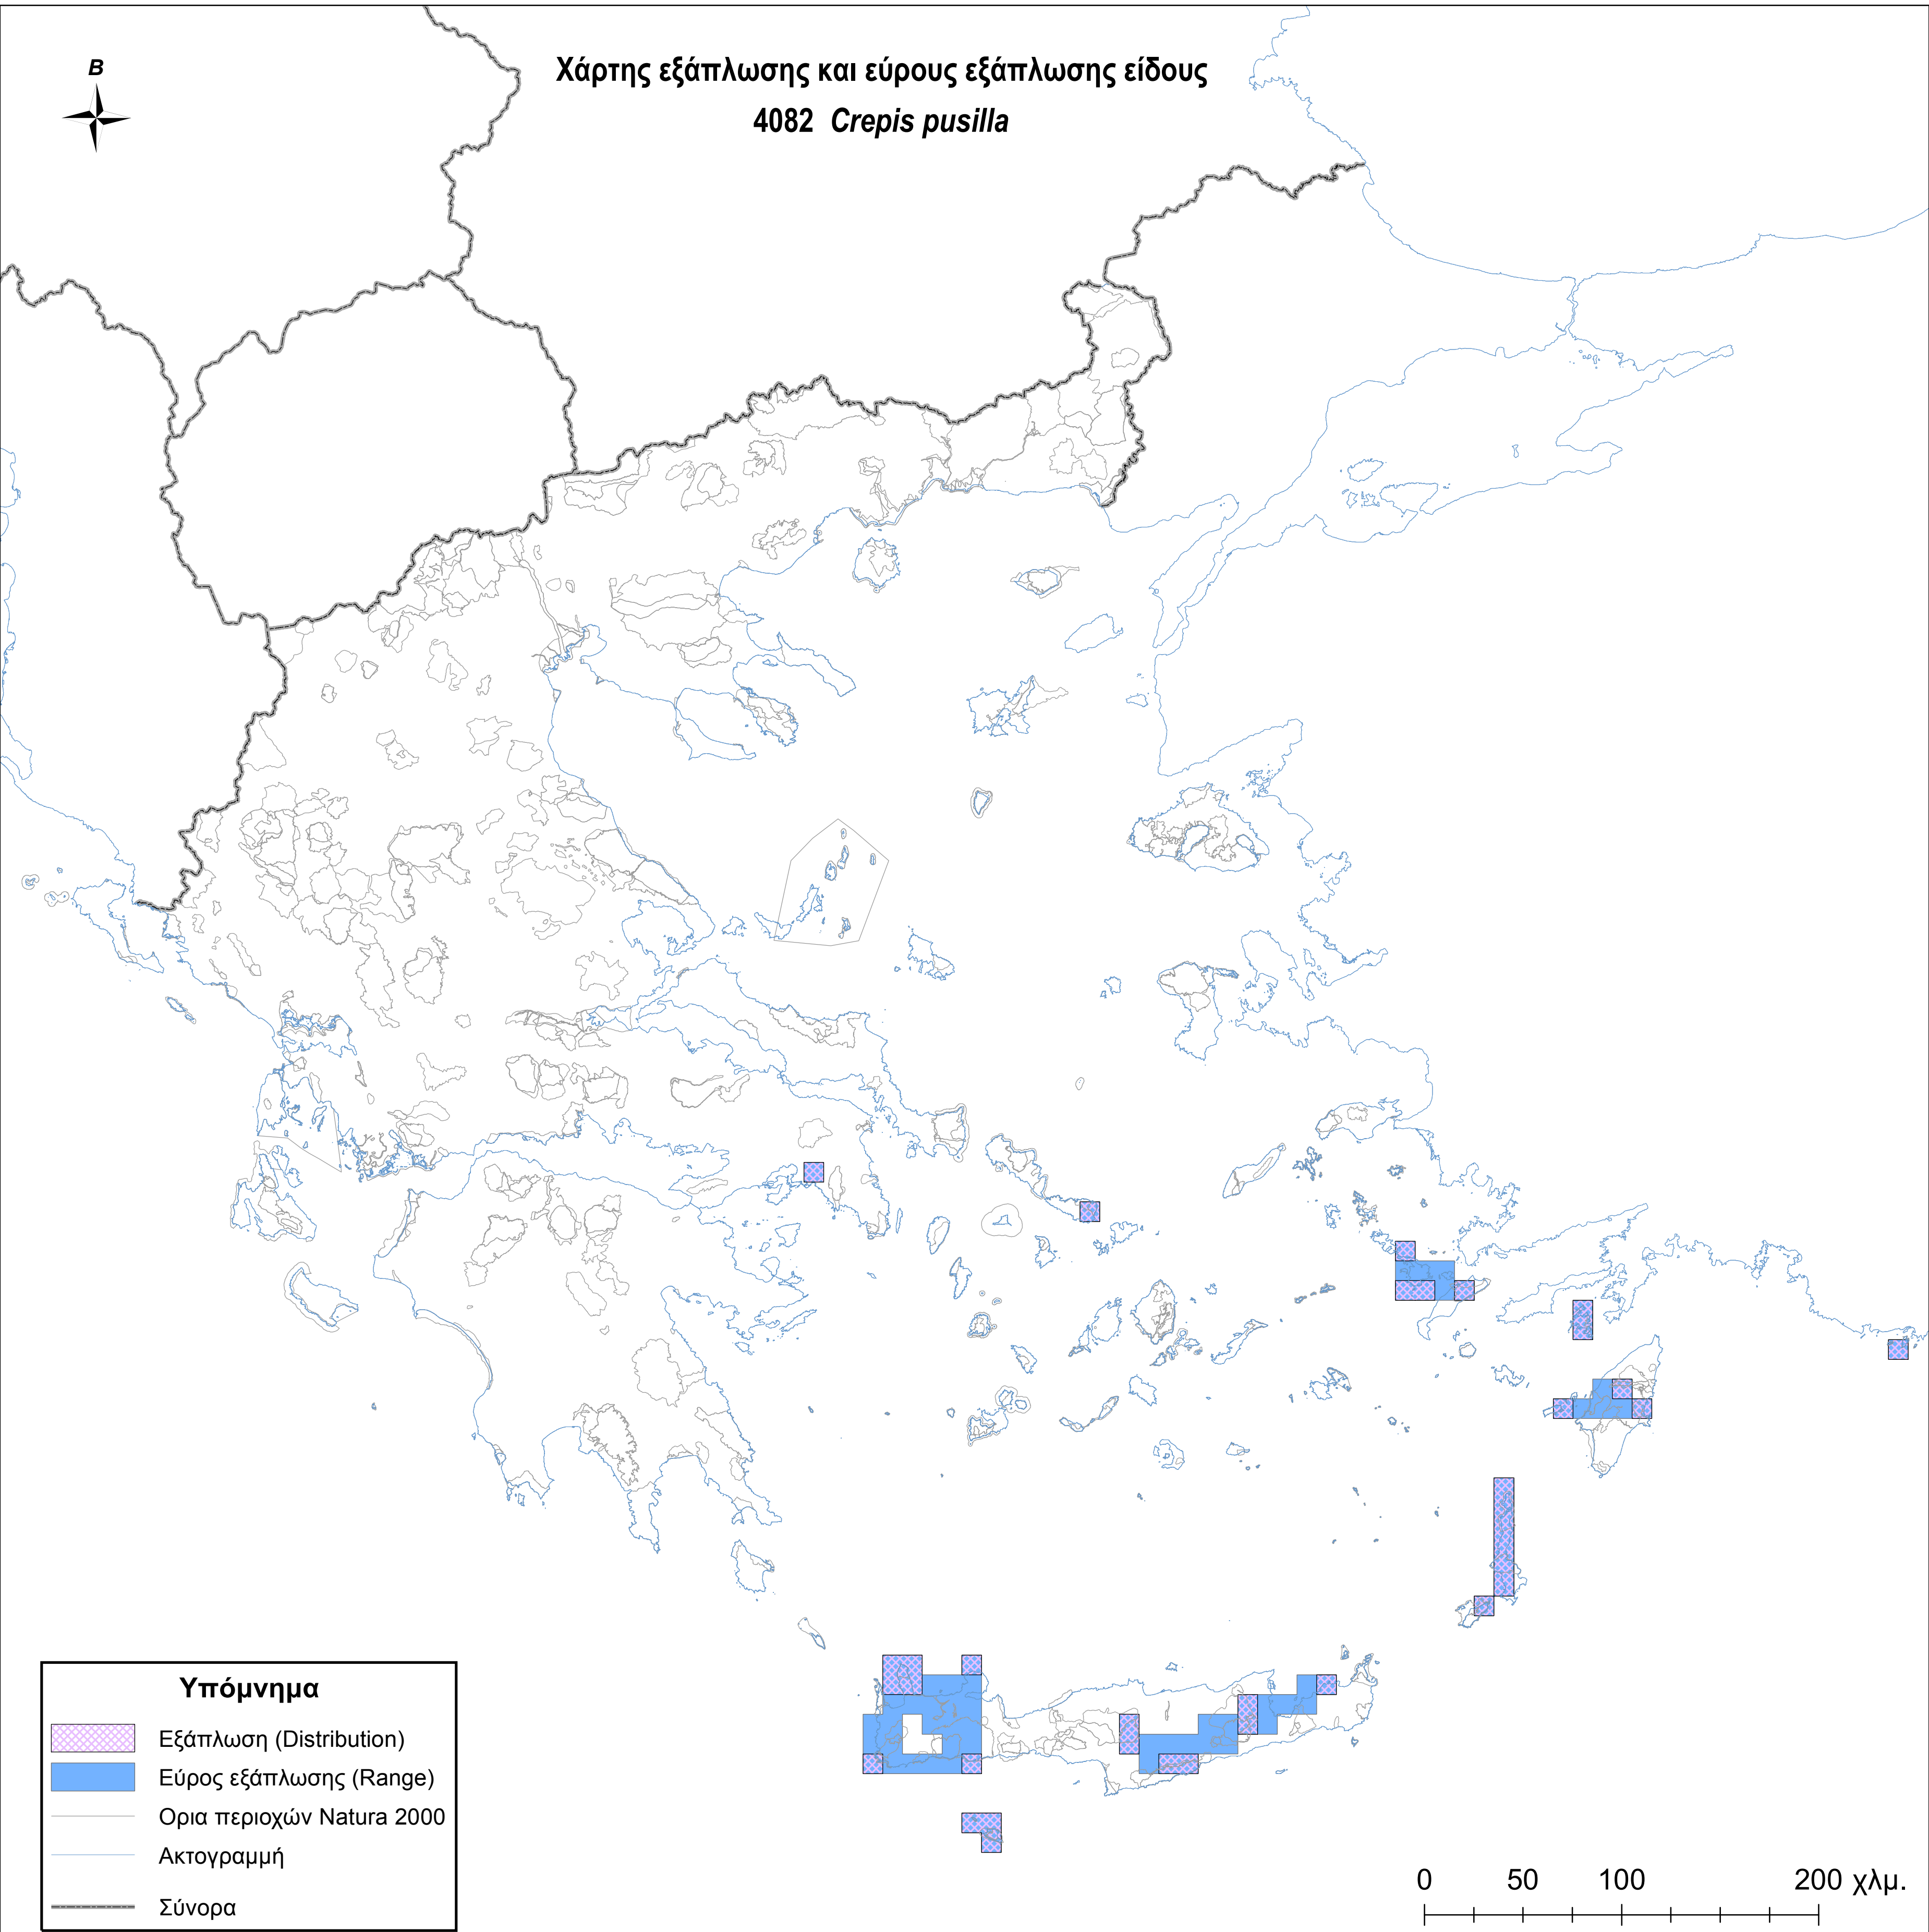 Β
Χάρτης εξάπλωσης και εύρους εξάπλωσης είδους
4082 Crepis pusilla
Υπόμνημα
Εξάπλωση (Distribution)
Εύρος εξάπλωσης (Range)
Ορια περιοχών Natura 2000
Ακτογραμμή
Σύνορα
0 50 100 200 χλμ.